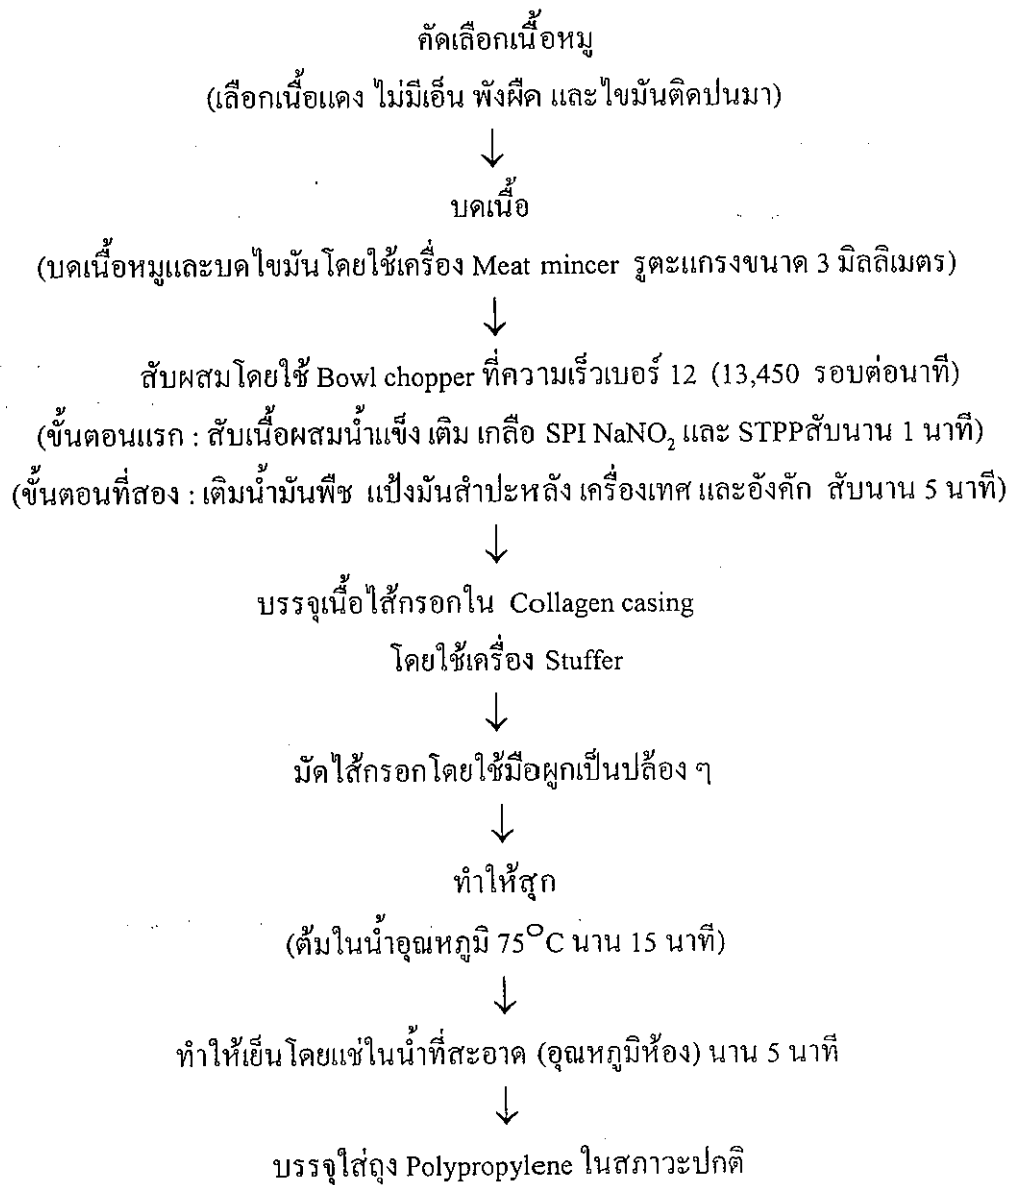 คัดเลือกเนื้อหมู
(เลือกเนื้อแดง ไม่มีเอ็น พังผืด และไขมันติดปนมา)
↓
บดเนื้อ
(บดเนื้อหมูและบดไขมันโดยใช้เครื่อง Meat mincer รูตะแกรงขนาด 3 มิลลิเมตร)
↓
สับผสมโดยใช้ Bowl chopper ที่ความเร็วเบอร์ 12 (13,450 รอบต่อนาที)
(ขั้นตอนแรก : สับเนื้อผสมน้ำแข็ง เติม เกลือ SPI NaNO₂ และ STPPสับนาน 1 นาที)
(ขั้นตอนที่สอง : เติมน้ำมันพืช แป้งมันสำปะหลัง เครื่องเทศ และอังคัก สับนาน 5 นาที)
↓
บรรจุเนื้อไส้กรอกใน Collagen casing
โดยใช้เครื่อง Stuffer
↓
มัดไส้กรอกโดยใช้มือผูกเป็นปล้อง ๆ
↓
ทำให้สุก
(ต้มในน้ำอุณหภูมิ 75°C นาน 15 นาที)
↓
ทำให้เย็นโดยแช่ในน้ำที่สะอาด (อุณหภูมิห้อง) นาน 5 นาที
↓
บรรจุใส่ถุง Polypropylene ในสภาวะปกติ